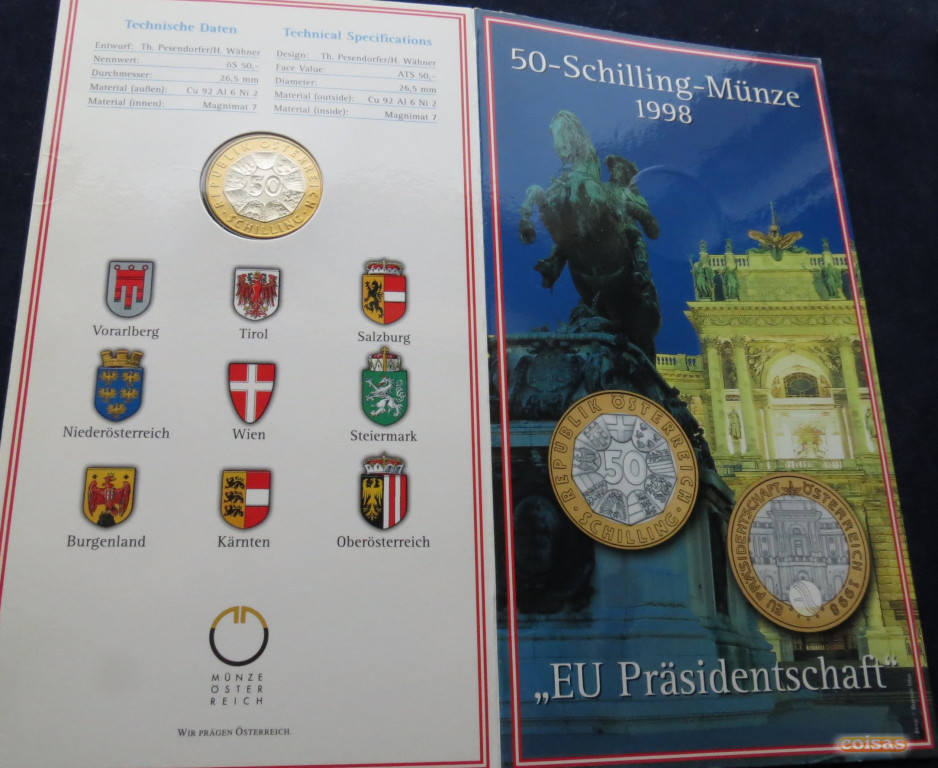 Technische Daten
Entwurf: Th. Pesendorfer/H. Wähner
Nennwert: öS 50,-
Durchmesser: 26,5 mm
Material (außen): Cu 92 Al 6 Ni 2
Material (innen): Magnimat 7
Technical Specifications
Design: Th. Pesendorfer/H. Wähner
Face Value: ATS 50,-
Diameter: 26,5 mm
Material (outside): Cu 92 Al 6 Ni 2
Material (inside): Magnimat 7
REPUBLIK ÖSTERREICH
50
SCHILLING
Vorarlberg
Tirol
Salzburg
Niederösterreich
Wien
Steiermark
Burgenland
Kärnten
Oberösterreich
MÜNZE
ÖSTER
REICH
WIR PRÄGEN ÖSTERREICH.
50-Schilling-Münze
1998
REPUBLIK ÖSTERREICH
50
SCHILLING
EU PRÄSIDENTSCHAFT ÖSTERREICH 1998
„EU Präsidentschaft“
coisas